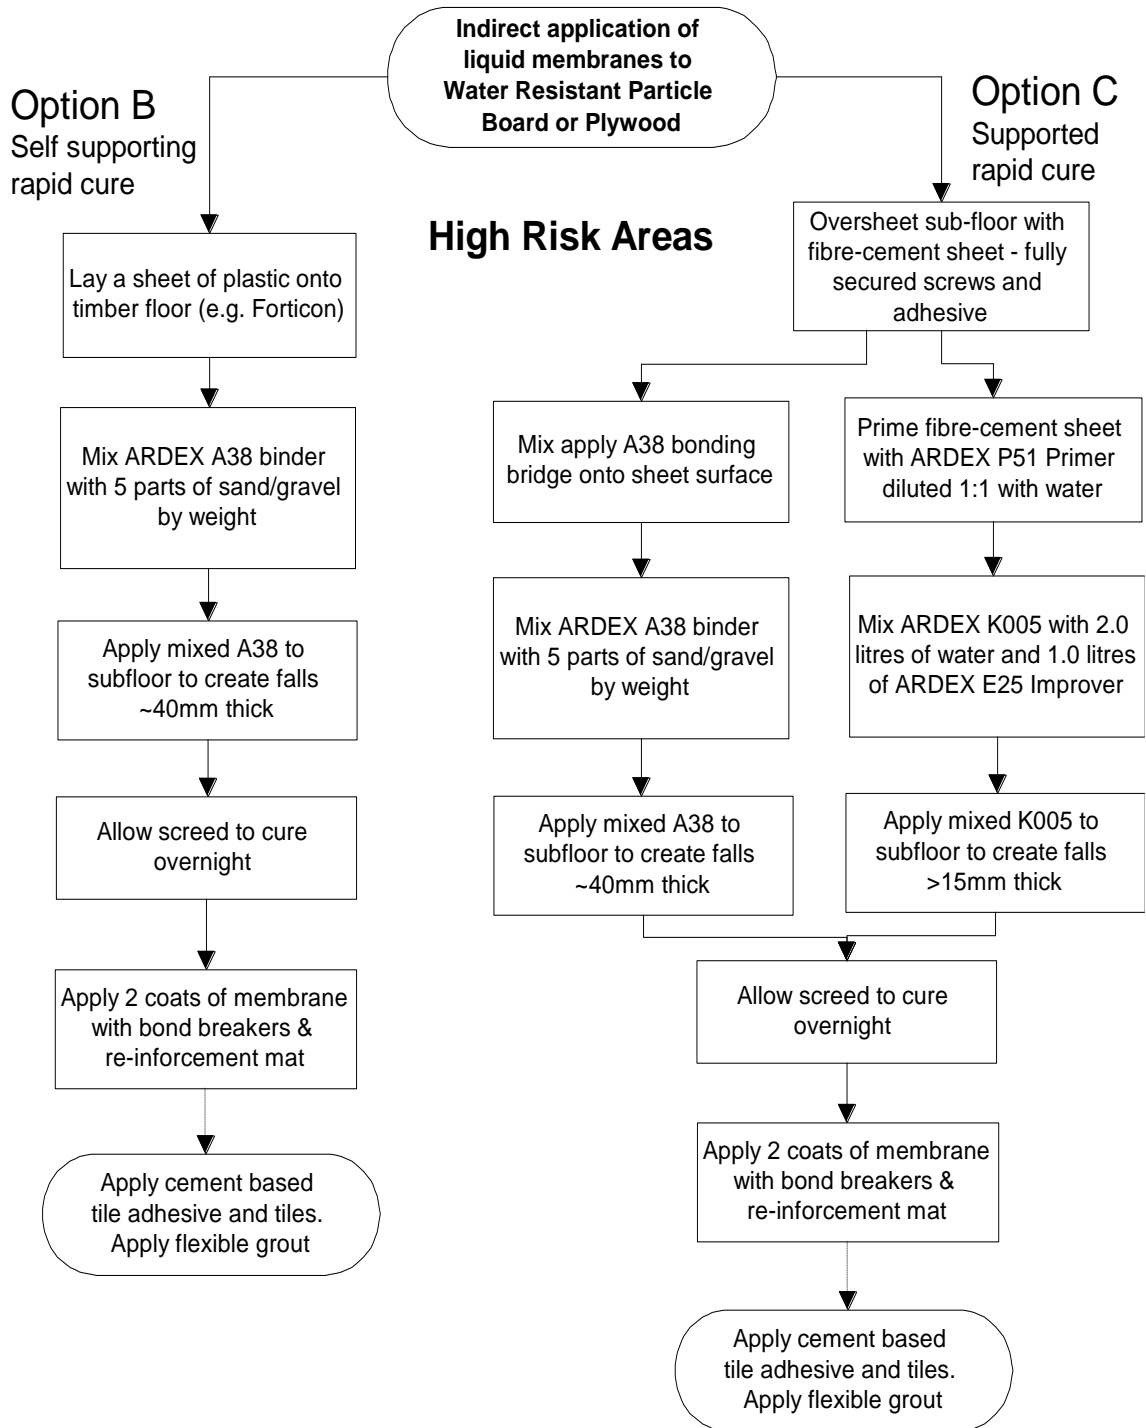 Indirect application of
liquid membranes to
Water Resistant Particle
Board or Plywood
Option B
Self supporting
rapid cure
Option C
Supported
rapid cure
High Risk Areas
Lay a sheet of plastic onto
timber floor (e.g. Forticon)
Mix ARDEX A38 binder
with 5 parts of sand/gravel
by weight
Apply mixed A38 to
subfloor to create falls
~40mm thick
Allow screed to cure
overnight
Apply 2 coats of membrane
with bond breakers &
re-inforcement mat
Apply cement based
tile adhesive and tiles.
Apply flexible grout
Oversheet sub-floor with
fibre-cement sheet - fully
secured screws and
adhesive
Mix apply A38 bonding
bridge onto sheet surface
Mix ARDEX A38 binder
with 5 parts of sand/gravel
by weight
Apply mixed A38 to
subfloor to create falls
~40mm thick
Prime fibre-cement sheet
with ARDEX P51 Primer
diluted 1:1 with water
Mix ARDEX K005 with 2.0
litres of water and 1.0 litres
of ARDEX E25 Improver
Apply mixed K005 to
subfloor to create falls
>15mm thick
Allow screed to cure
overnight
Apply 2 coats of membrane
with bond breakers &
re-inforcement mat
Apply cement based
tile adhesive and tiles.
Apply flexible grout